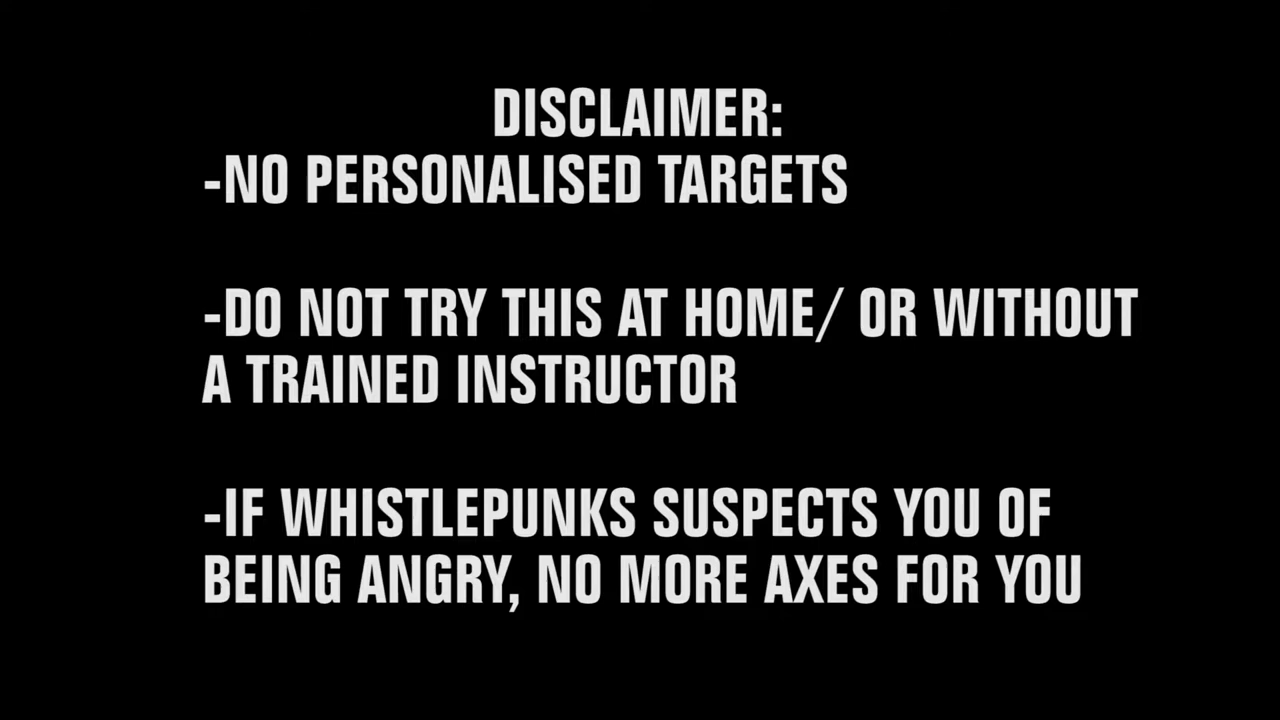 DISCLAIMER:
-NO PERSONALISED TARGETS
-DO NOT TRY THIS AT HOME/ OR WITHOUT
A TRAINED INSTRUCTOR
-IF WHISTLEPUNKS SUSPECTS YOU OF
BEING ANGRY, NO MORE AXES FOR YOU